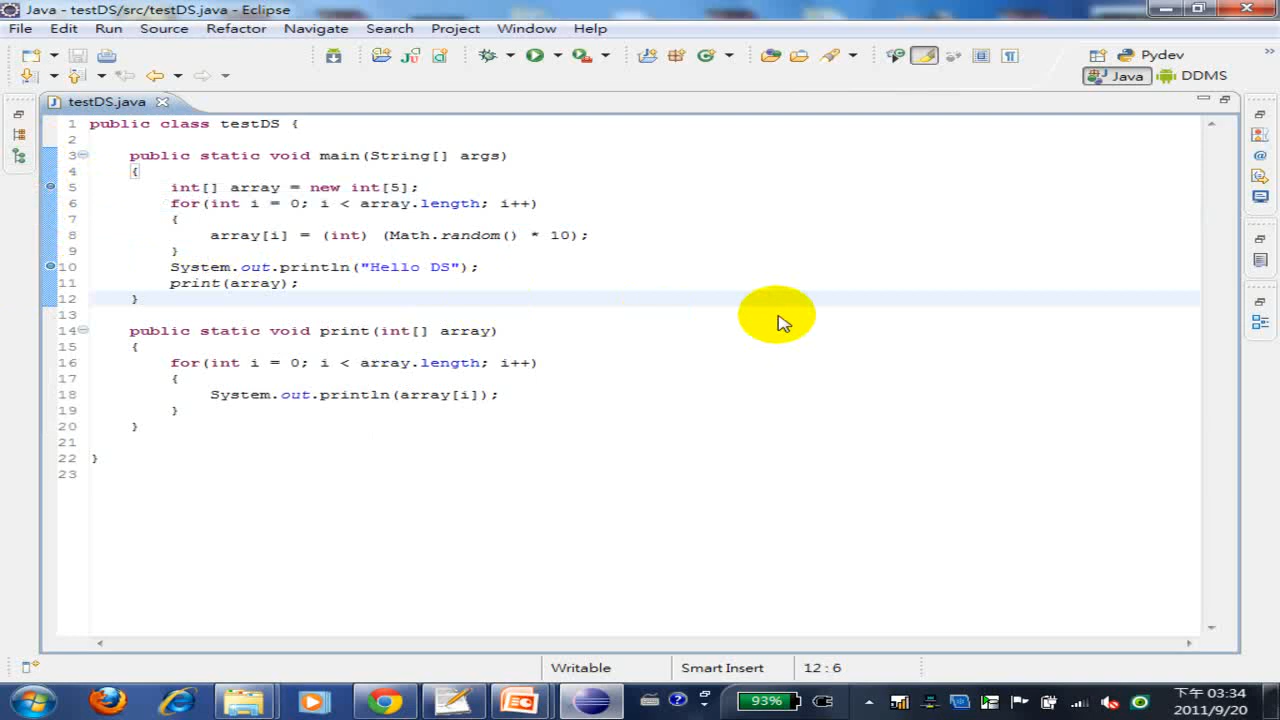 Java - testDS/src/testDS.java - Eclipse
File Edit Run Source Refactor Navigate Search Project Window Help
Pydev
Java DDMS
testDS.java
1 public class testDS {
2
3 public static void main(String[] args)
4 {
5 int[] array = new int[5];
6 for(int i = 0; i < array.length; i++)
7 {
8 array[i] = (int) (Math.random() * 10);
9 }
10 System.out.println("Hello DS");
11 print(array);
12 }
13
14 public static void print(int[] array)
15 {
16 for(int i = 0; i < array.length; i++)
17 {
18 System.out.println(array[i]);
19 }
20 }
21
22 }
23
Writable Smart Insert 12 : 6
93% 下午 03:34
2011/9/20